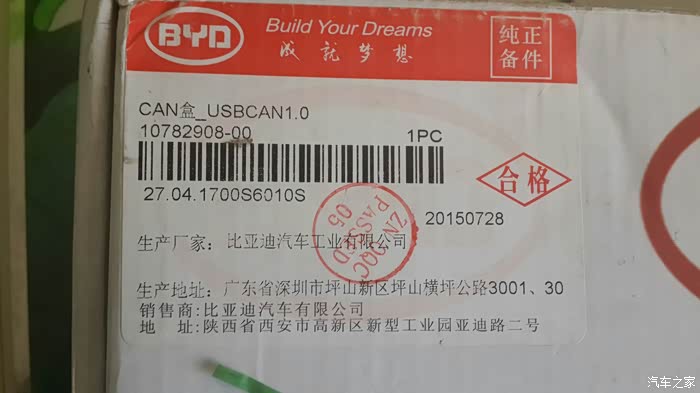 BYD
Build Your Dreams
成就梦想
纯正
备件
CAN盒_USBCAN1.0
10782908-00
1PC
27.04.1700S6010S
合格
20150728
ZN OQC
PASSED
05
生产厂家：比亚迪汽车工业有限公司
生产地址：广东省深圳市坪山新区坪山横坪公路3001、30
销售商:比亚迪汽车有限公司
地 址:陕西省西安市高新区新型工业园亚迪路二号
汽车之家